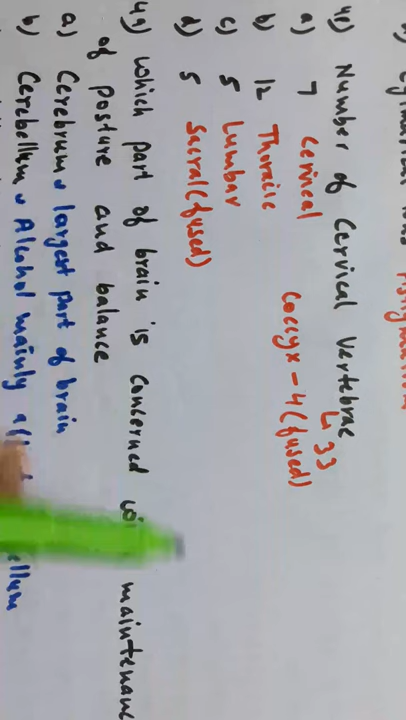 48) Number of Cervical Vertebrae
↳ 33
a) 7 Cervical
Coccyx - 4 (fused)
b) 12 Thoracic
c) 5 Lumbar
d) 5 Sacral (fused)
49) Which part of brain is concerned maintenance
of posture and balance
a) Cerebrum largest part of brain
b) Cerebellum Alcohol mainly